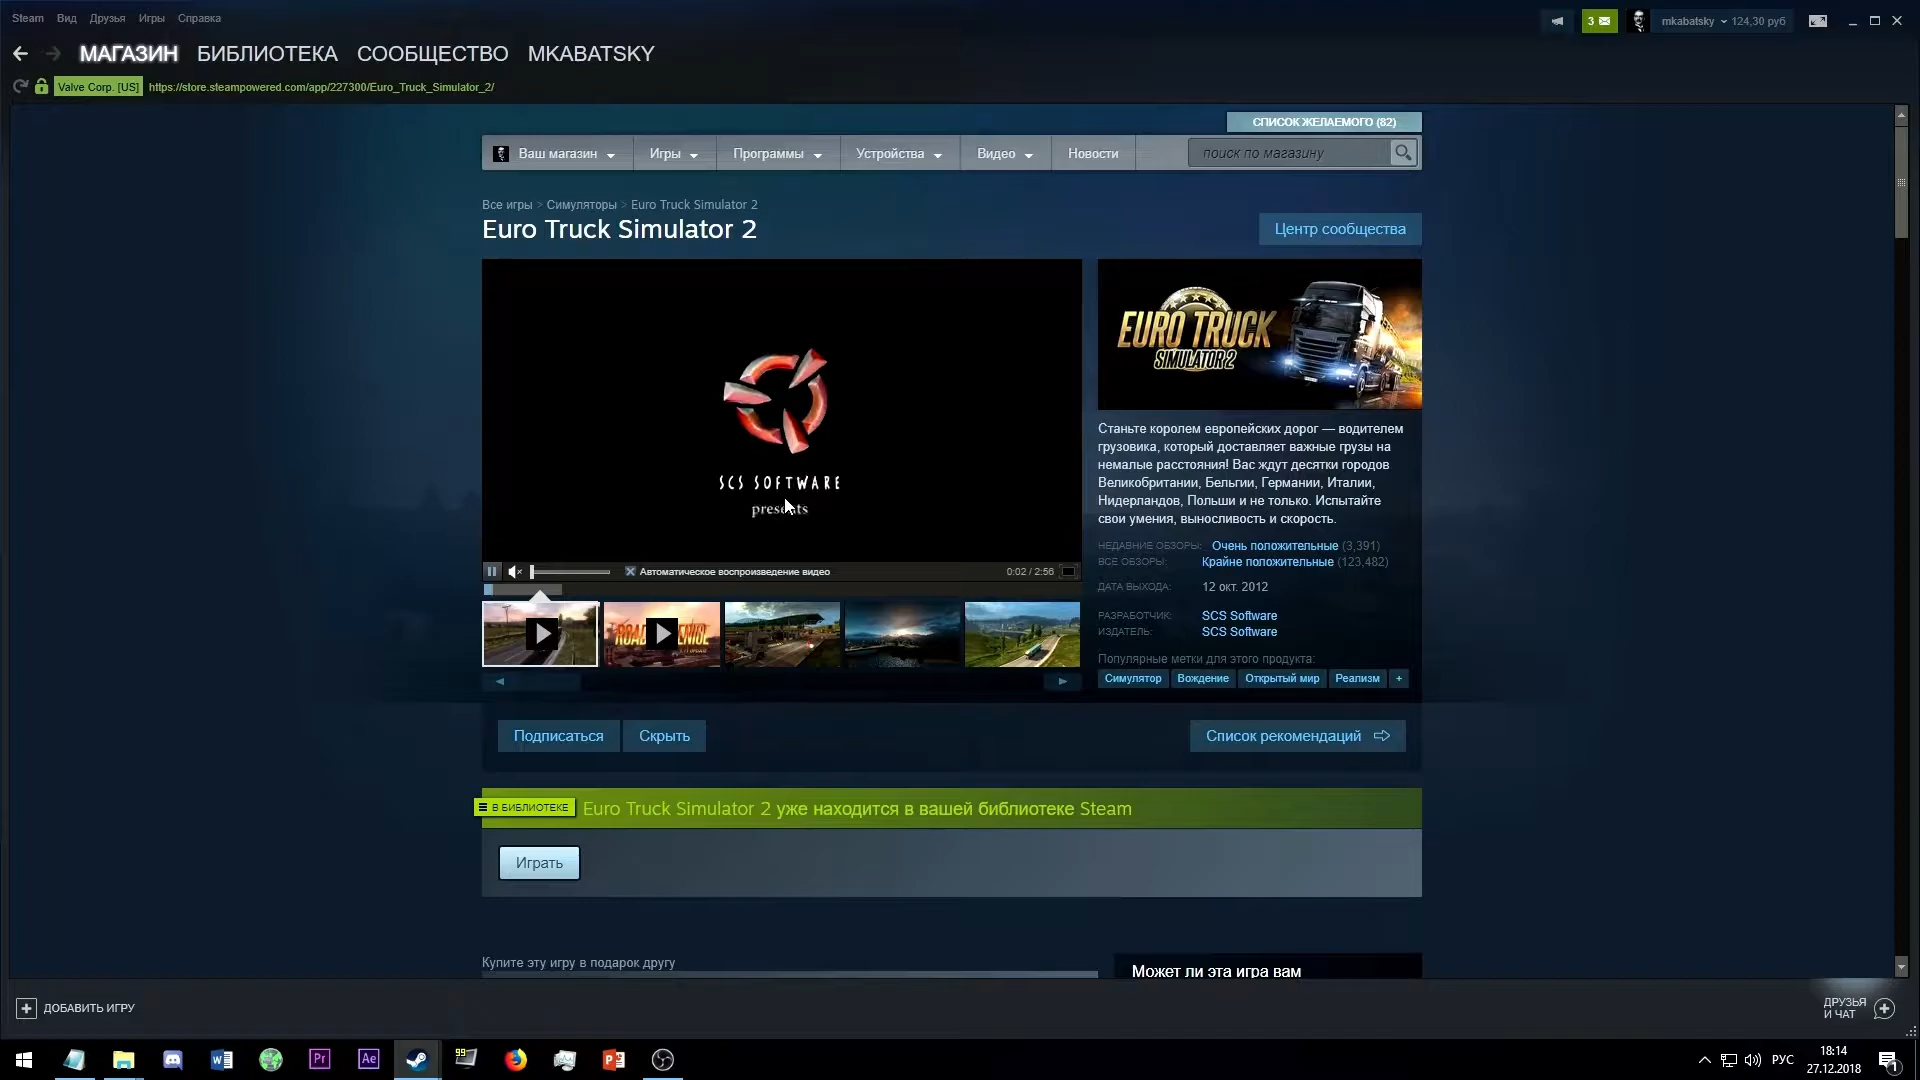 Steam Вид Друзья Игры Справка
3
mkabatsky 124,30 руб
МАГАЗИН БИБЛИОТЕКА СООБЩЕСТВО MKABATSKY
Valve Corp. [US] https://store.steampowered.com/app/227300/Euro_Truck_Simulator_2/
СПИСОК ЖЕЛАЕМОГО (82)
Ваш магазин Игры Программы Устройства Видео Новости поиск по магазину
Все игры > Симуляторы > Euro Truck Simulator 2
Euro Truck Simulator 2
Центр сообщества
SCS SOFTWARE
presents
EURO TRUCK
SIMULATOR 2
Станьте королем европейских дорог — водителем
грузовика, который доставляет важные грузы на
немалые расстояния! Вас ждут десятки городов
Великобритании, Бельгии, Германии, Италии,
Нидерландов, Польши и не только. Испытайте
свои умения, выносливость и скорость.
НЕДАВНИЕ ОБЗОРЫ: Очень положительные (3,391)
ВСЕ ОБЗОРЫ: Крайне положительные (123,482)
ДАТА ВЫХОДА: 12 окт. 2012
РАЗРАБОТЧИК: SCS Software
ИЗДАТЕЛЬ: SCS Software
Популярные метки для этого продукта:
Симулятор Вождение Открытый мир Реализм +
Автоматическое воспроизведение видео 0:02 / 2:56
Подписаться Скрыть Список рекомендаций
В БИБЛИОТЕКЕ Euro Truck Simulator 2 уже находится в вашей библиотеке Steam
Играть
Купите эту игру в подарок другу
Может ли эта игра вам
ДОБАВИТЬ ИГРУ
ДРУЗЬЯ
И ЧАТ
Pr Ae 99
РУС
18:14
27.12.2018
1